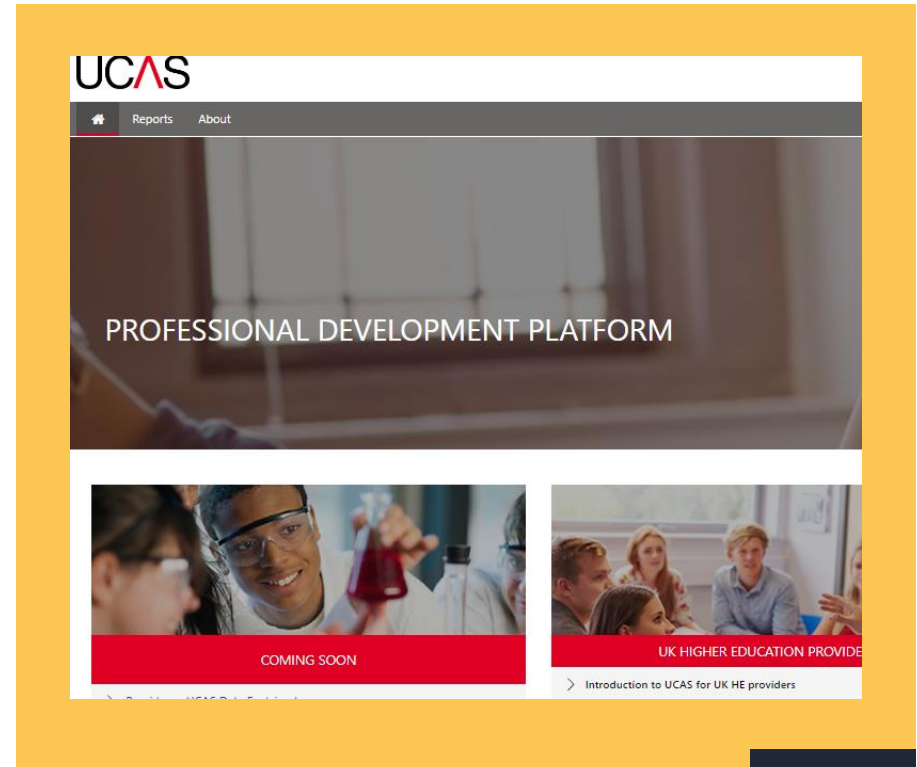 UCAS
Reports About
PROFESSIONAL DEVELOPMENT PLATFORM
COMING SOON
UK HIGHER EDUCATION PROVIDE
Introduction to UCAS for UK HE providers